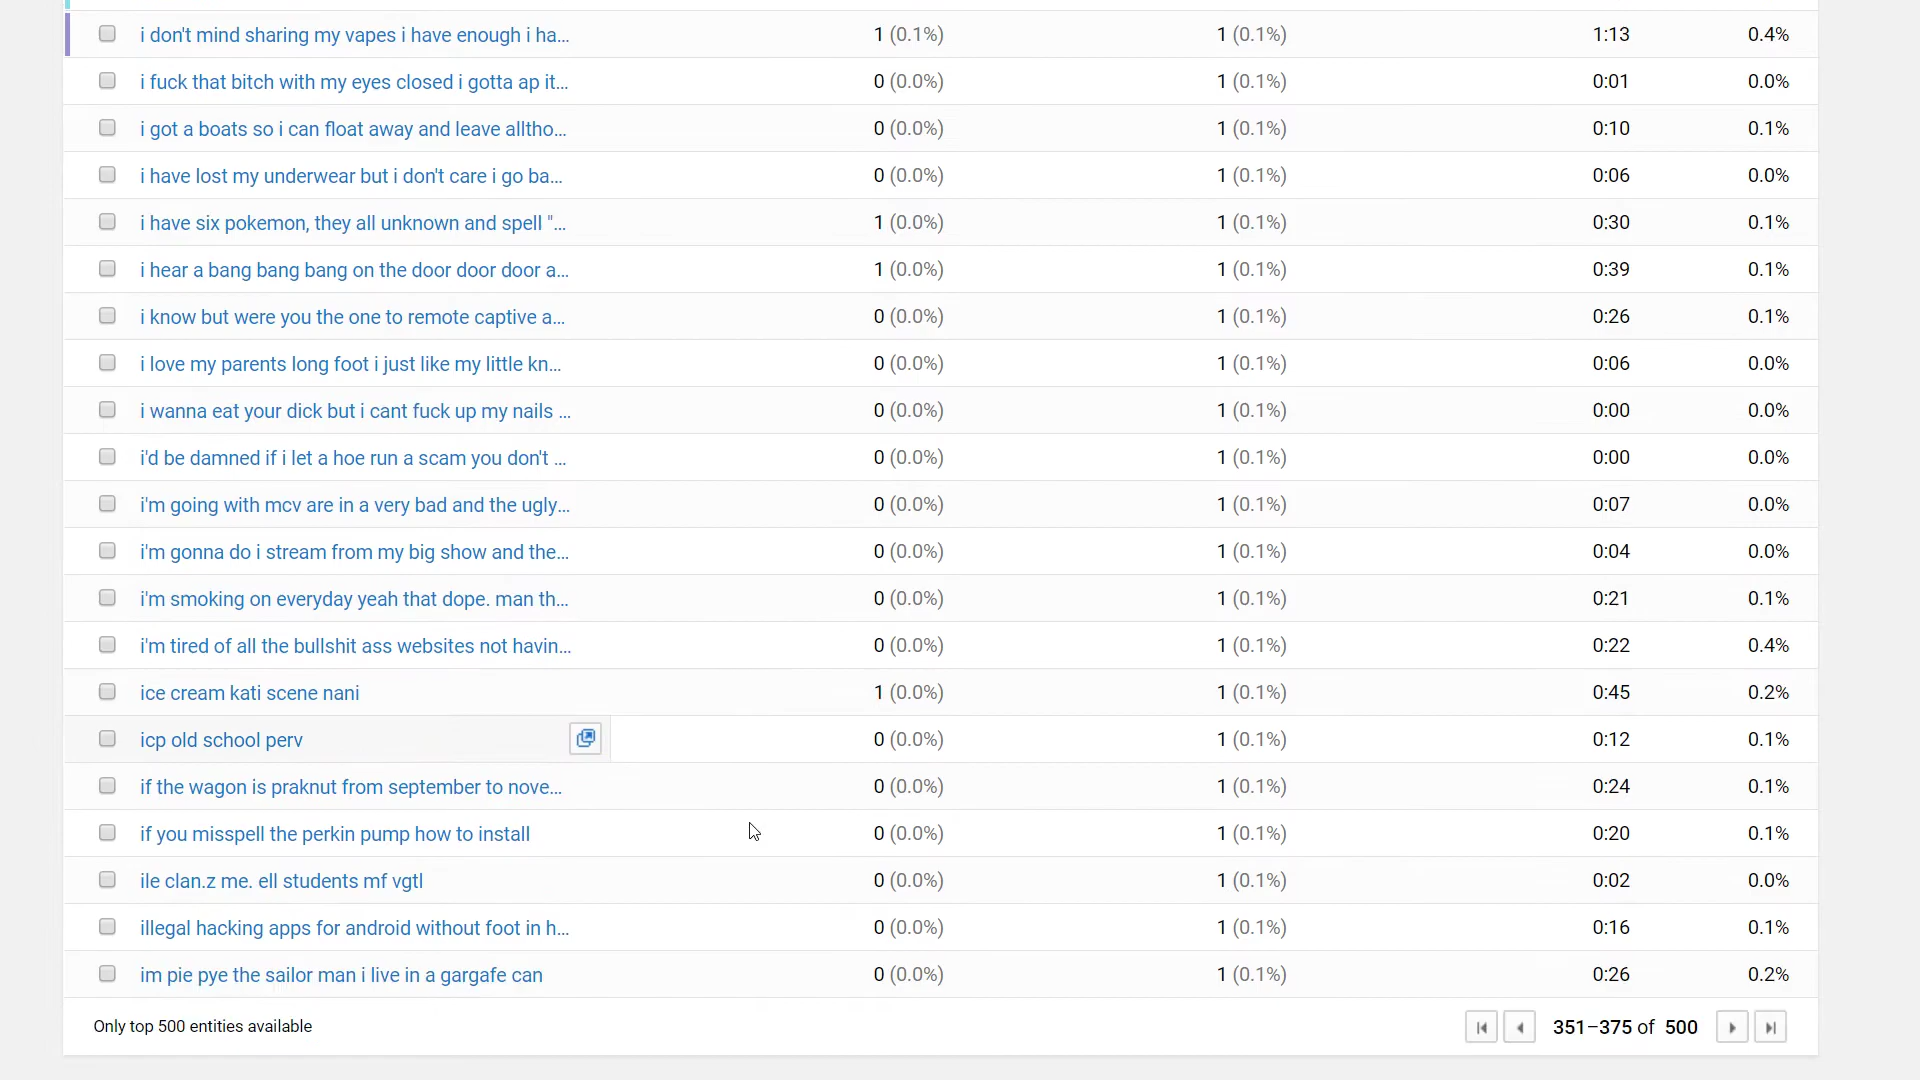 i don't mind sharing my vapes i have enough i ha... 1 (0.1%) 1 (0.1%) 1:13 0.4%
i fuck that bitch with my eyes closed i gotta ap it... 0 (0.0%) 1 (0.1%) 0:01 0.0%
i got a boats so i can float away and leave alltho... 0 (0.0%) 1 (0.1%) 0:10 0.1%
i have lost my underwear but i don't care i go ba... 0 (0.0%) 1 (0.1%) 0:06 0.0%
i have six pokemon, they all unknown and spell "... 1 (0.0%) 1 (0.1%) 0:30 0.1%
i hear a bang bang bang on the door door door a... 1 (0.0%) 1 (0.1%) 0:39 0.1%
i know but were you the one to remote captive a... 0 (0.0%) 1 (0.1%) 0:26 0.1%
i love my parents long foot i just like my little kn... 0 (0.0%) 1 (0.1%) 0:06 0.0%
i wanna eat your dick but i cant fuck up my nails ... 0 (0.0%) 1 (0.1%) 0:00 0.0%
i'd be damned if i let a hoe run a scam you don't ... 0 (0.0%) 1 (0.1%) 0:00 0.0%
i'm going with mcv are in a very bad and the ugly... 0 (0.0%) 1 (0.1%) 0:07 0.0%
i'm gonna do i stream from my big show and the... 0 (0.0%) 1 (0.1%) 0:04 0.0%
i'm smoking on everyday yeah that dope. man th... 0 (0.0%) 1 (0.1%) 0:21 0.1%
i'm tired of all the bullshit ass websites not havin... 0 (0.0%) 1 (0.1%) 0:22 0.4%
ice cream kati scene nani 1 (0.0%) 1 (0.1%) 0:45 0.2%
icp old school perv 0 (0.0%) 1 (0.1%) 0:12 0.1%
if the wagon is praknut from september to nove... 0 (0.0%) 1 (0.1%) 0:24 0.1%
if you misspell the perkin pump how to install 0 (0.0%) 1 (0.1%) 0:20 0.1%
ile clan.z me. ell students mf vgtl 0 (0.0%) 1 (0.1%) 0:02 0.0%
illegal hacking apps for android without foot in h... 0 (0.0%) 1 (0.1%) 0:16 0.1%
im pie pye the sailor man i live in a gargafe can 0 (0.0%) 1 (0.1%) 0:26 0.2%
Only top 500 entities available 351–375 of 500